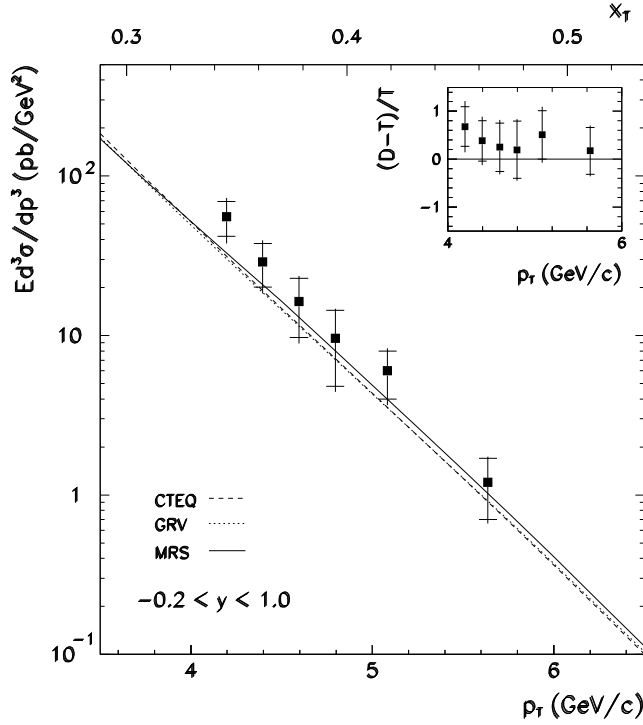 x_T
0.3 0.4 0.5
Ed³σ/dp³ (pb/GeV²)
10²
10
1
10⁻¹
(D−T)/T
1
0
−1
4 6
p_T (GeV/c)
CTEQ
GRV
MRS
−0.2 < y < 1.0
4 5 6
p_T (GeV/c)